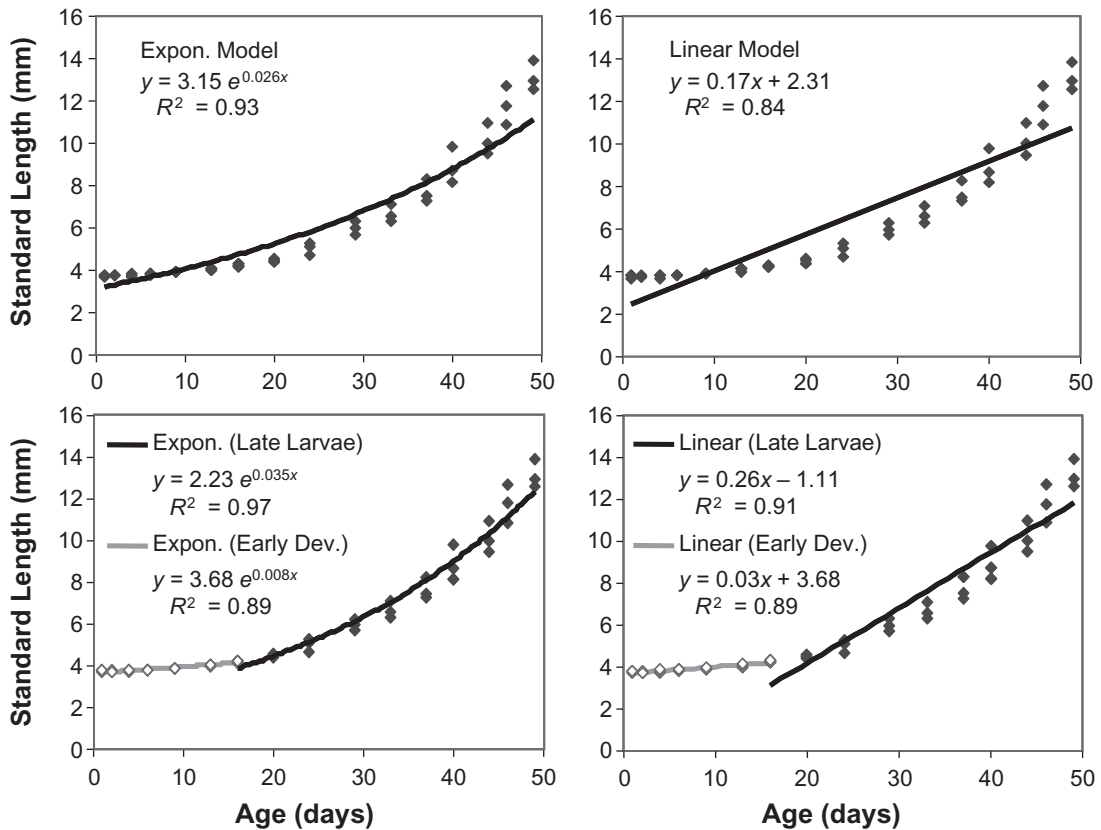 16
14
12
10
8
6
4
2
0
Standard Length (mm)
Expon. Model
y = 3.15 e^0.026x
R² = 0.93
0 10 20 30 40 50
16
14
12
10
8
6
4
2
0
Linear Model
y = 0.17x + 2.31
R² = 0.84
0 10 20 30 40 50
16
14
12
10
8
6
4
2
0
Standard Length (mm)
Expon. (Late Larvae)
y = 2.23 e^0.035x
R² = 0.97
Expon. (Early Dev.)
y = 3.68 e^0.008x
R² = 0.89
0 10 20 30 40 50
Age (days)
16
14
12
10
8
6
4
2
0
Linear (Late Larvae)
y = 0.26x – 1.11
R² = 0.91
Linear (Early Dev.)
y = 0.03x + 3.68
R² = 0.89
0 10 20 30 40 50
Age (days)